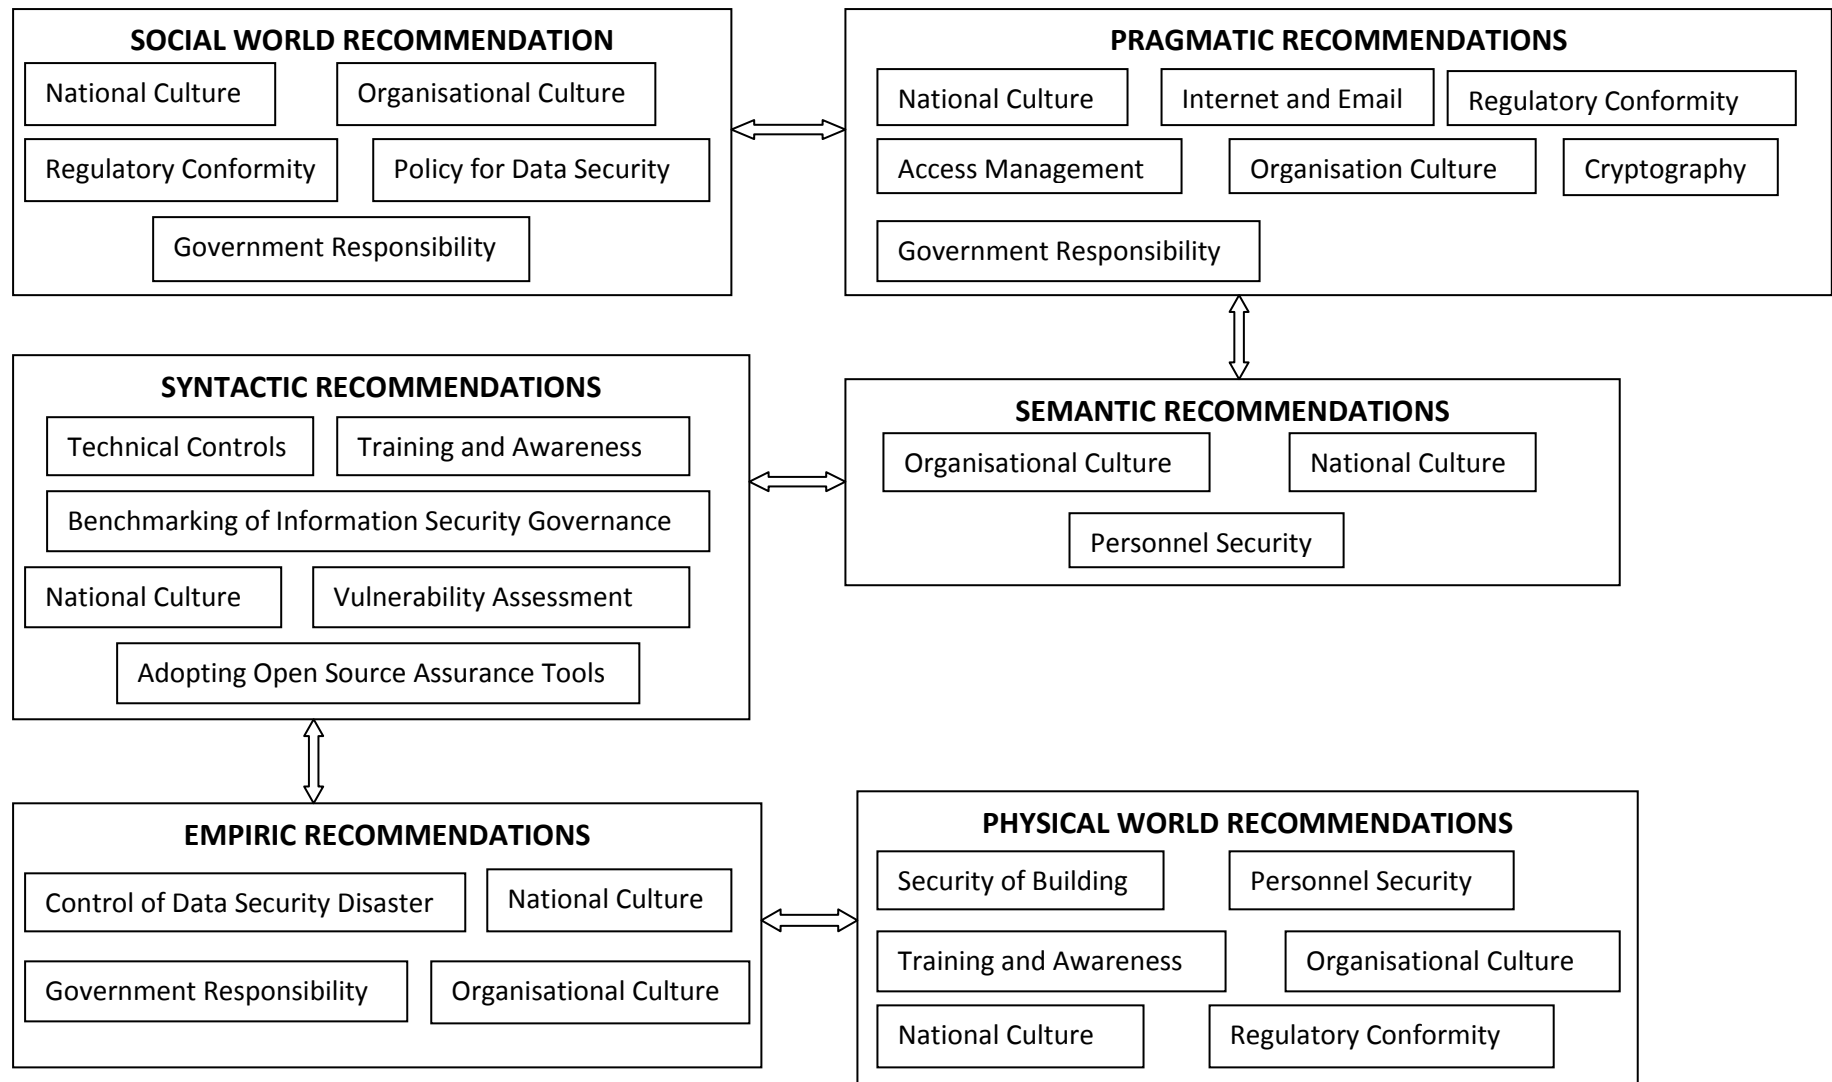 SOCIAL WORLD RECOMMENDATION
National Culture
Organisational Culture
Regulatory Conformity
Policy for Data Security
Government Responsibility
PRAGMATIC RECOMMENDATIONS
National Culture
Internet and Email
Regulatory Conformity
Access Management
Organisation Culture
Cryptography
Government Responsibility
SYNTACTIC RECOMMENDATIONS
Technical Controls
Training and Awareness
Benchmarking of Information Security Governance
National Culture
Vulnerability Assessment
Adopting Open Source Assurance Tools
SEMANTIC RECOMMENDATIONS
Organisational Culture
National Culture
Personnel Security
EMPIRIC RECOMMENDATIONS
Control of Data Security Disaster
National Culture
Government Responsibility
Organisational Culture
PHYSICAL WORLD RECOMMENDATIONS
Security of Building
Personnel Security
Training and Awareness
Organisational Culture
National Culture
Regulatory Conformity